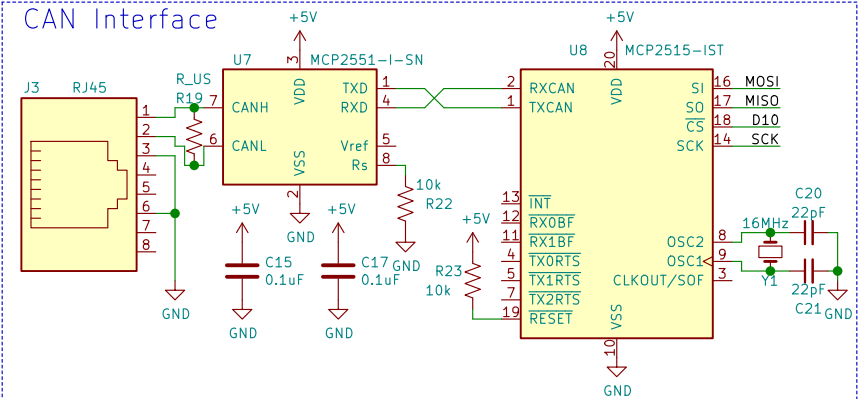 CAN Interface
+5V
+5V
U7
MCP2551-I-SN
U8
MCP2515-IST
J3
RJ45
R_US
R19
3
VDD
20
VDD
1
2
3
4
5
6
7
8
7
CANH
6
CANL
TXD
1
RXD
4
Vref
5
Rs
8
VSS
2
GND
10k
R22
GND
2
RXCAN
1
TXCAN
SI
16
MOSI
SO
17
MISO
CS
18
D10
SCK
14
SCK
13
INT
12
RX0BF
11
RX1BF
4
TX0RTS
5
TX1RTS
7
TX2RTS
19
RESET
OSC2
8
OSC1
9
CLKOUT/SOF
3
VSS
10
GND
+5V
C15
0.1uF
GND
+5V
C17
0.1uF
GND
+5V
R23
10k
GND
16MHz
Y1
C20
22pF
22pF
C21
GND